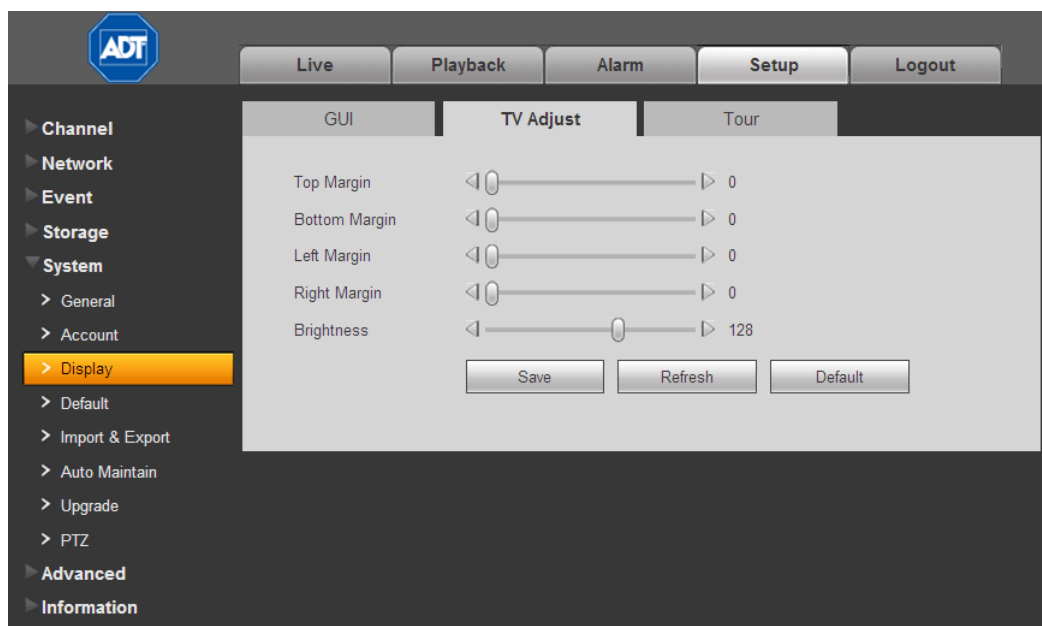 ADT
Live Playback Alarm Setup Logout
GUI TV Adjust Tour
Channel
Network
Event
Storage
System
General
Account
Display
Default
Import & Export
Auto Maintain
Upgrade
PTZ
Advanced
Information
Top Margin 0
Bottom Margin 0
Left Margin 0
Right Margin 0
Brightness 128
Save Refresh Default